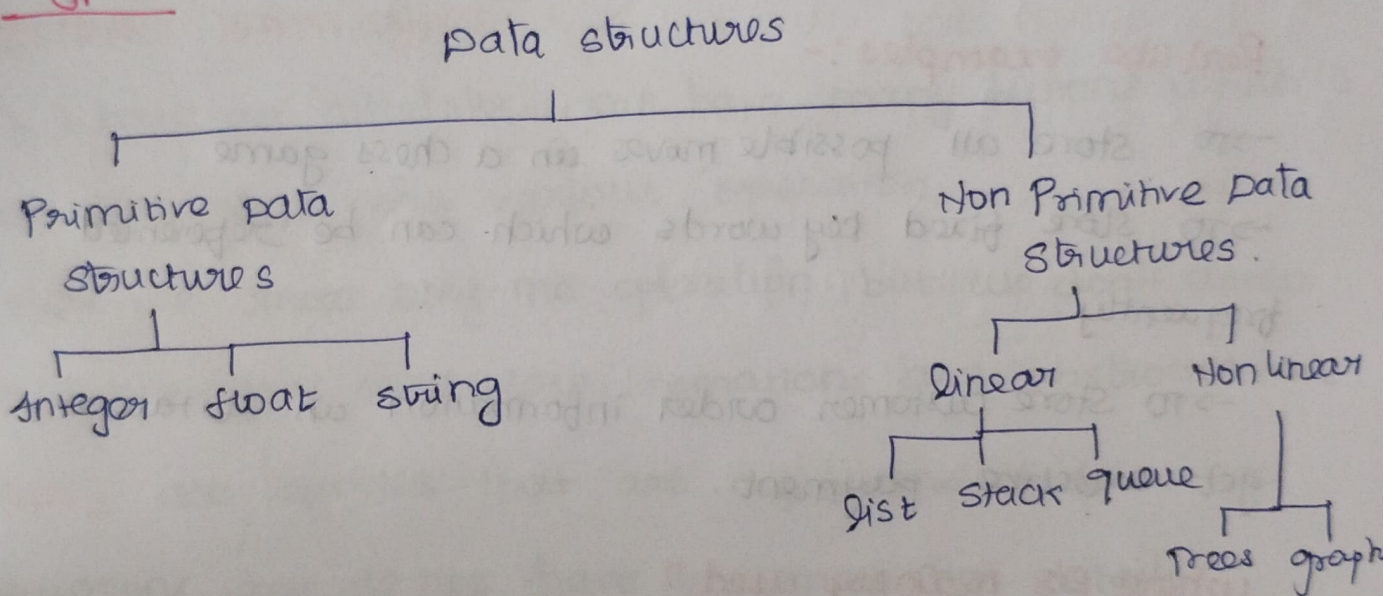 Data structures
Primitive Data
structures
Non Primitive Data
structures.
Integer float string
linear Non linear
list stack queue
Trees graph